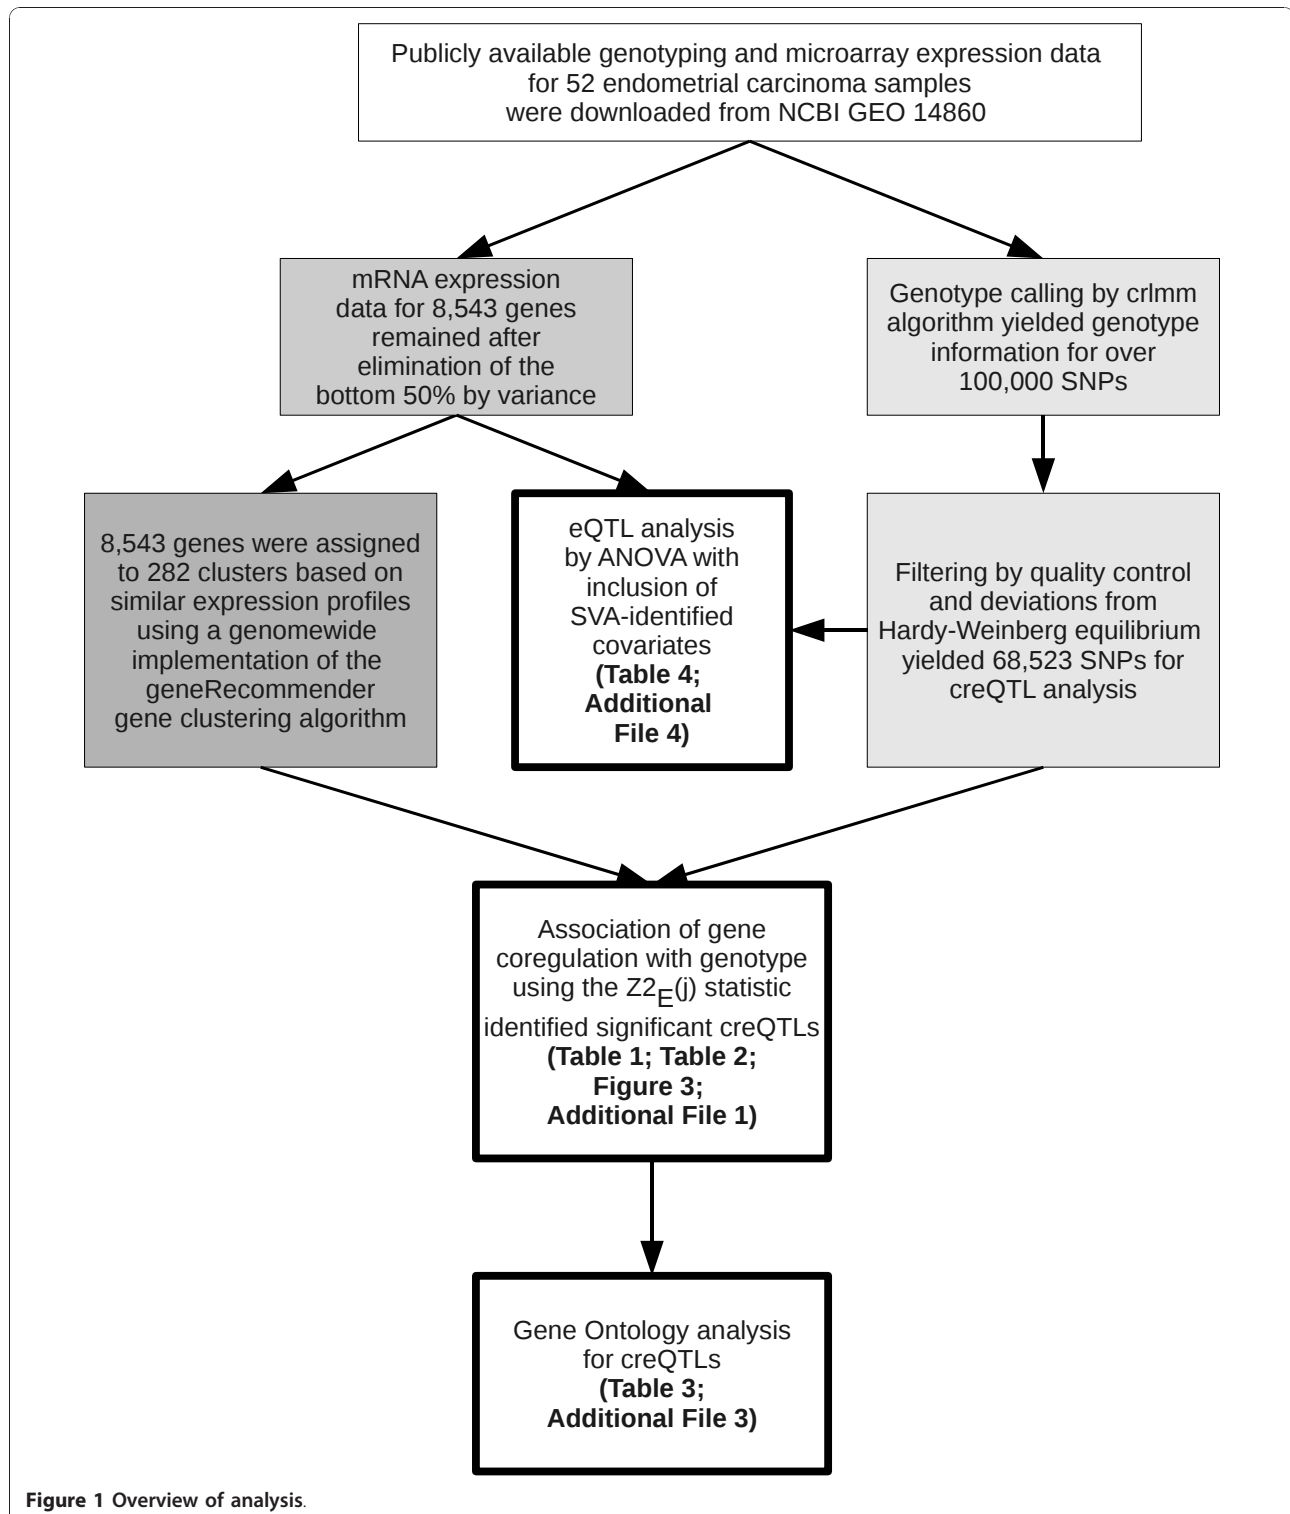 Publicly available genotyping and microarray expression data
for 52 endometrial carcinoma samples
were downloaded from NCBI GEO 14860
mRNA expression
data for 8,543 genes
remained after
elimination of the
bottom 50% by variance
Genotype calling by crlmm
algorithm yielded genotype
information for over
100,000 SNPs
8,543 genes were assigned
to 282 clusters based on
similar expression profiles
using a genomewide
implementation of the
geneRecommender
gene clustering algorithm
eQTL analysis
by ANOVA with
inclusion of
SVA-identified
covariates
(Table 4;
Additional
File 4)
Filtering by quality control
and deviations from
Hardy-Weinberg equilibrium
yielded 68,523 SNPs for
creQTL analysis
Association of gene
coregulation with genotype
using the Z2E(j) statistic
identified significant creQTLs
(Table 1; Table 2;
Figure 3;
Additional File 1)
Gene Ontology analysis
for creQTLs
(Table 3;
Additional File 3)
Figure 1 Overview of analysis.